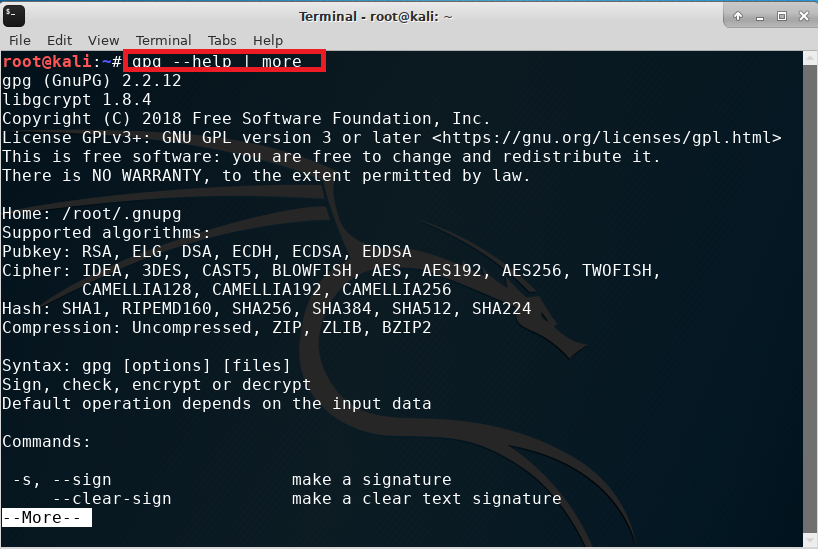 Terminal - root@kali: ~
File Edit View Terminal Tabs Help
root@kali:~# gpg --help | more
gpg (GnuPG) 2.2.12
libgcrypt 1.8.4
Copyright (C) 2018 Free Software Foundation, Inc.
License GPLv3+: GNU GPL version 3 or later <https://gnu.org/licenses/gpl.html>
This is free software: you are free to change and redistribute it.
There is NO WARRANTY, to the extent permitted by law.

Home: /root/.gnupg
Supported algorithms:
Pubkey: RSA, ELG, DSA, ECDH, ECDSA, EDDSA
Cipher: IDEA, 3DES, CAST5, BLOWFISH, AES, AES192, AES256, TWOFISH,
        CAMELLIA128, CAMELLIA192, CAMELLIA256
Hash: SHA1, RIPEMD160, SHA256, SHA384, SHA512, SHA224
Compression: Uncompressed, ZIP, ZLIB, BZIP2

Syntax: gpg [options] [files]
Sign, check, encrypt or decrypt
Default operation depends on the input data

Commands:

 -s, --sign                  make a signature
     --clear-sign            make a clear text signature
--More--